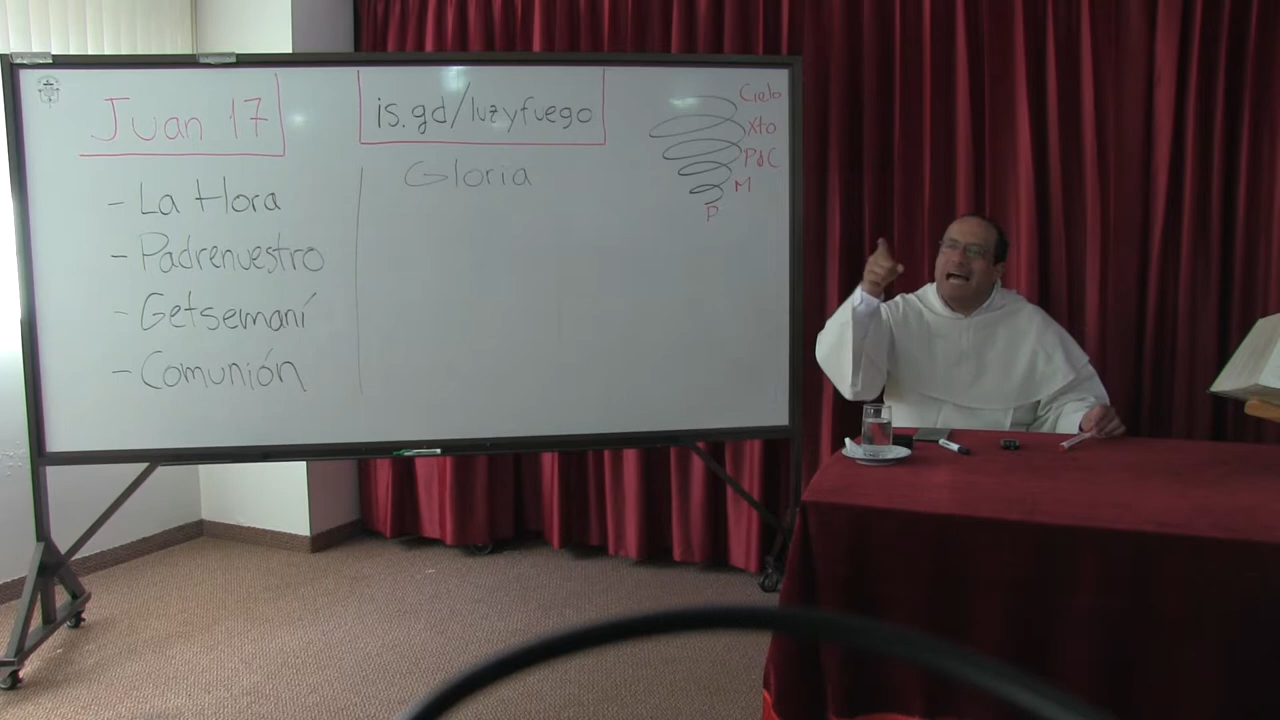 Juan 17
- La Hora
- Padrenuestro
- Getsemaní
- Comunión
is.gd/luzyfuego
Gloria
Cielo
Xto
PdC
M
P